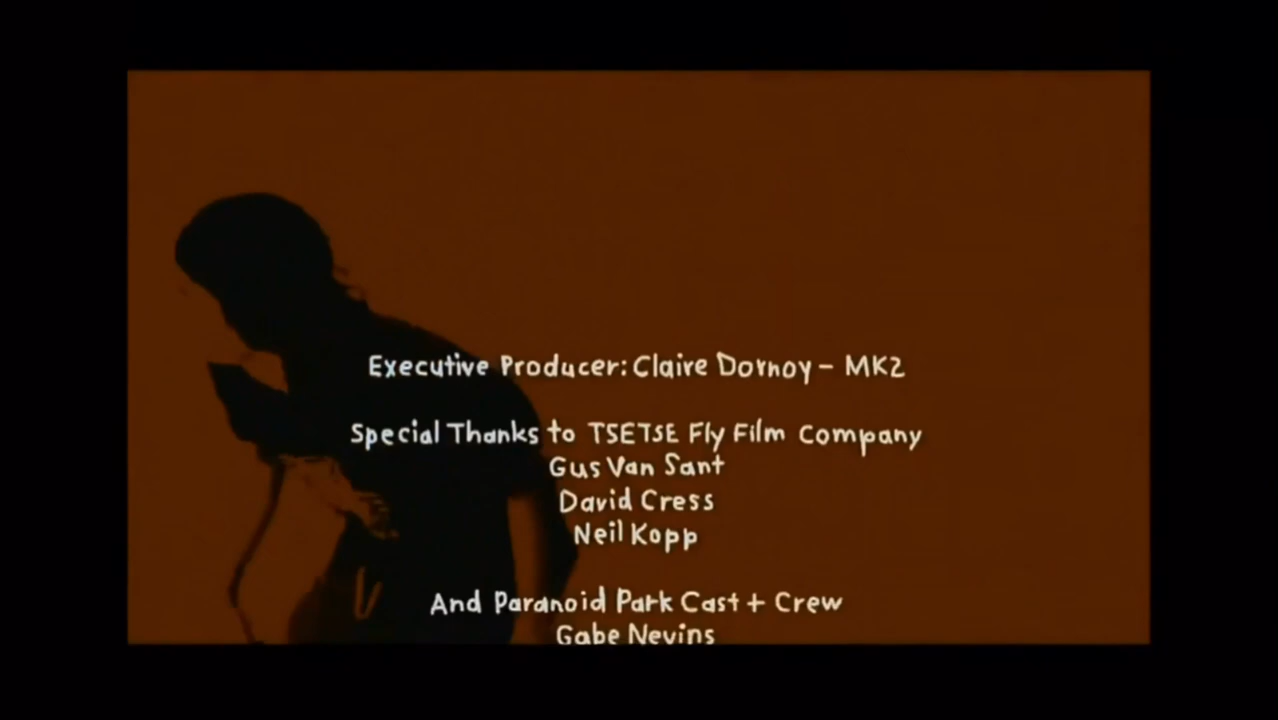 Executive Producer: Claire Dornoy - MK2
Special Thanks to TSETSE Fly Film Company
Gus Van Sant
David Cress
Neil Kopp
And Paranoid Park Cast + Crew
Gabe Nevins